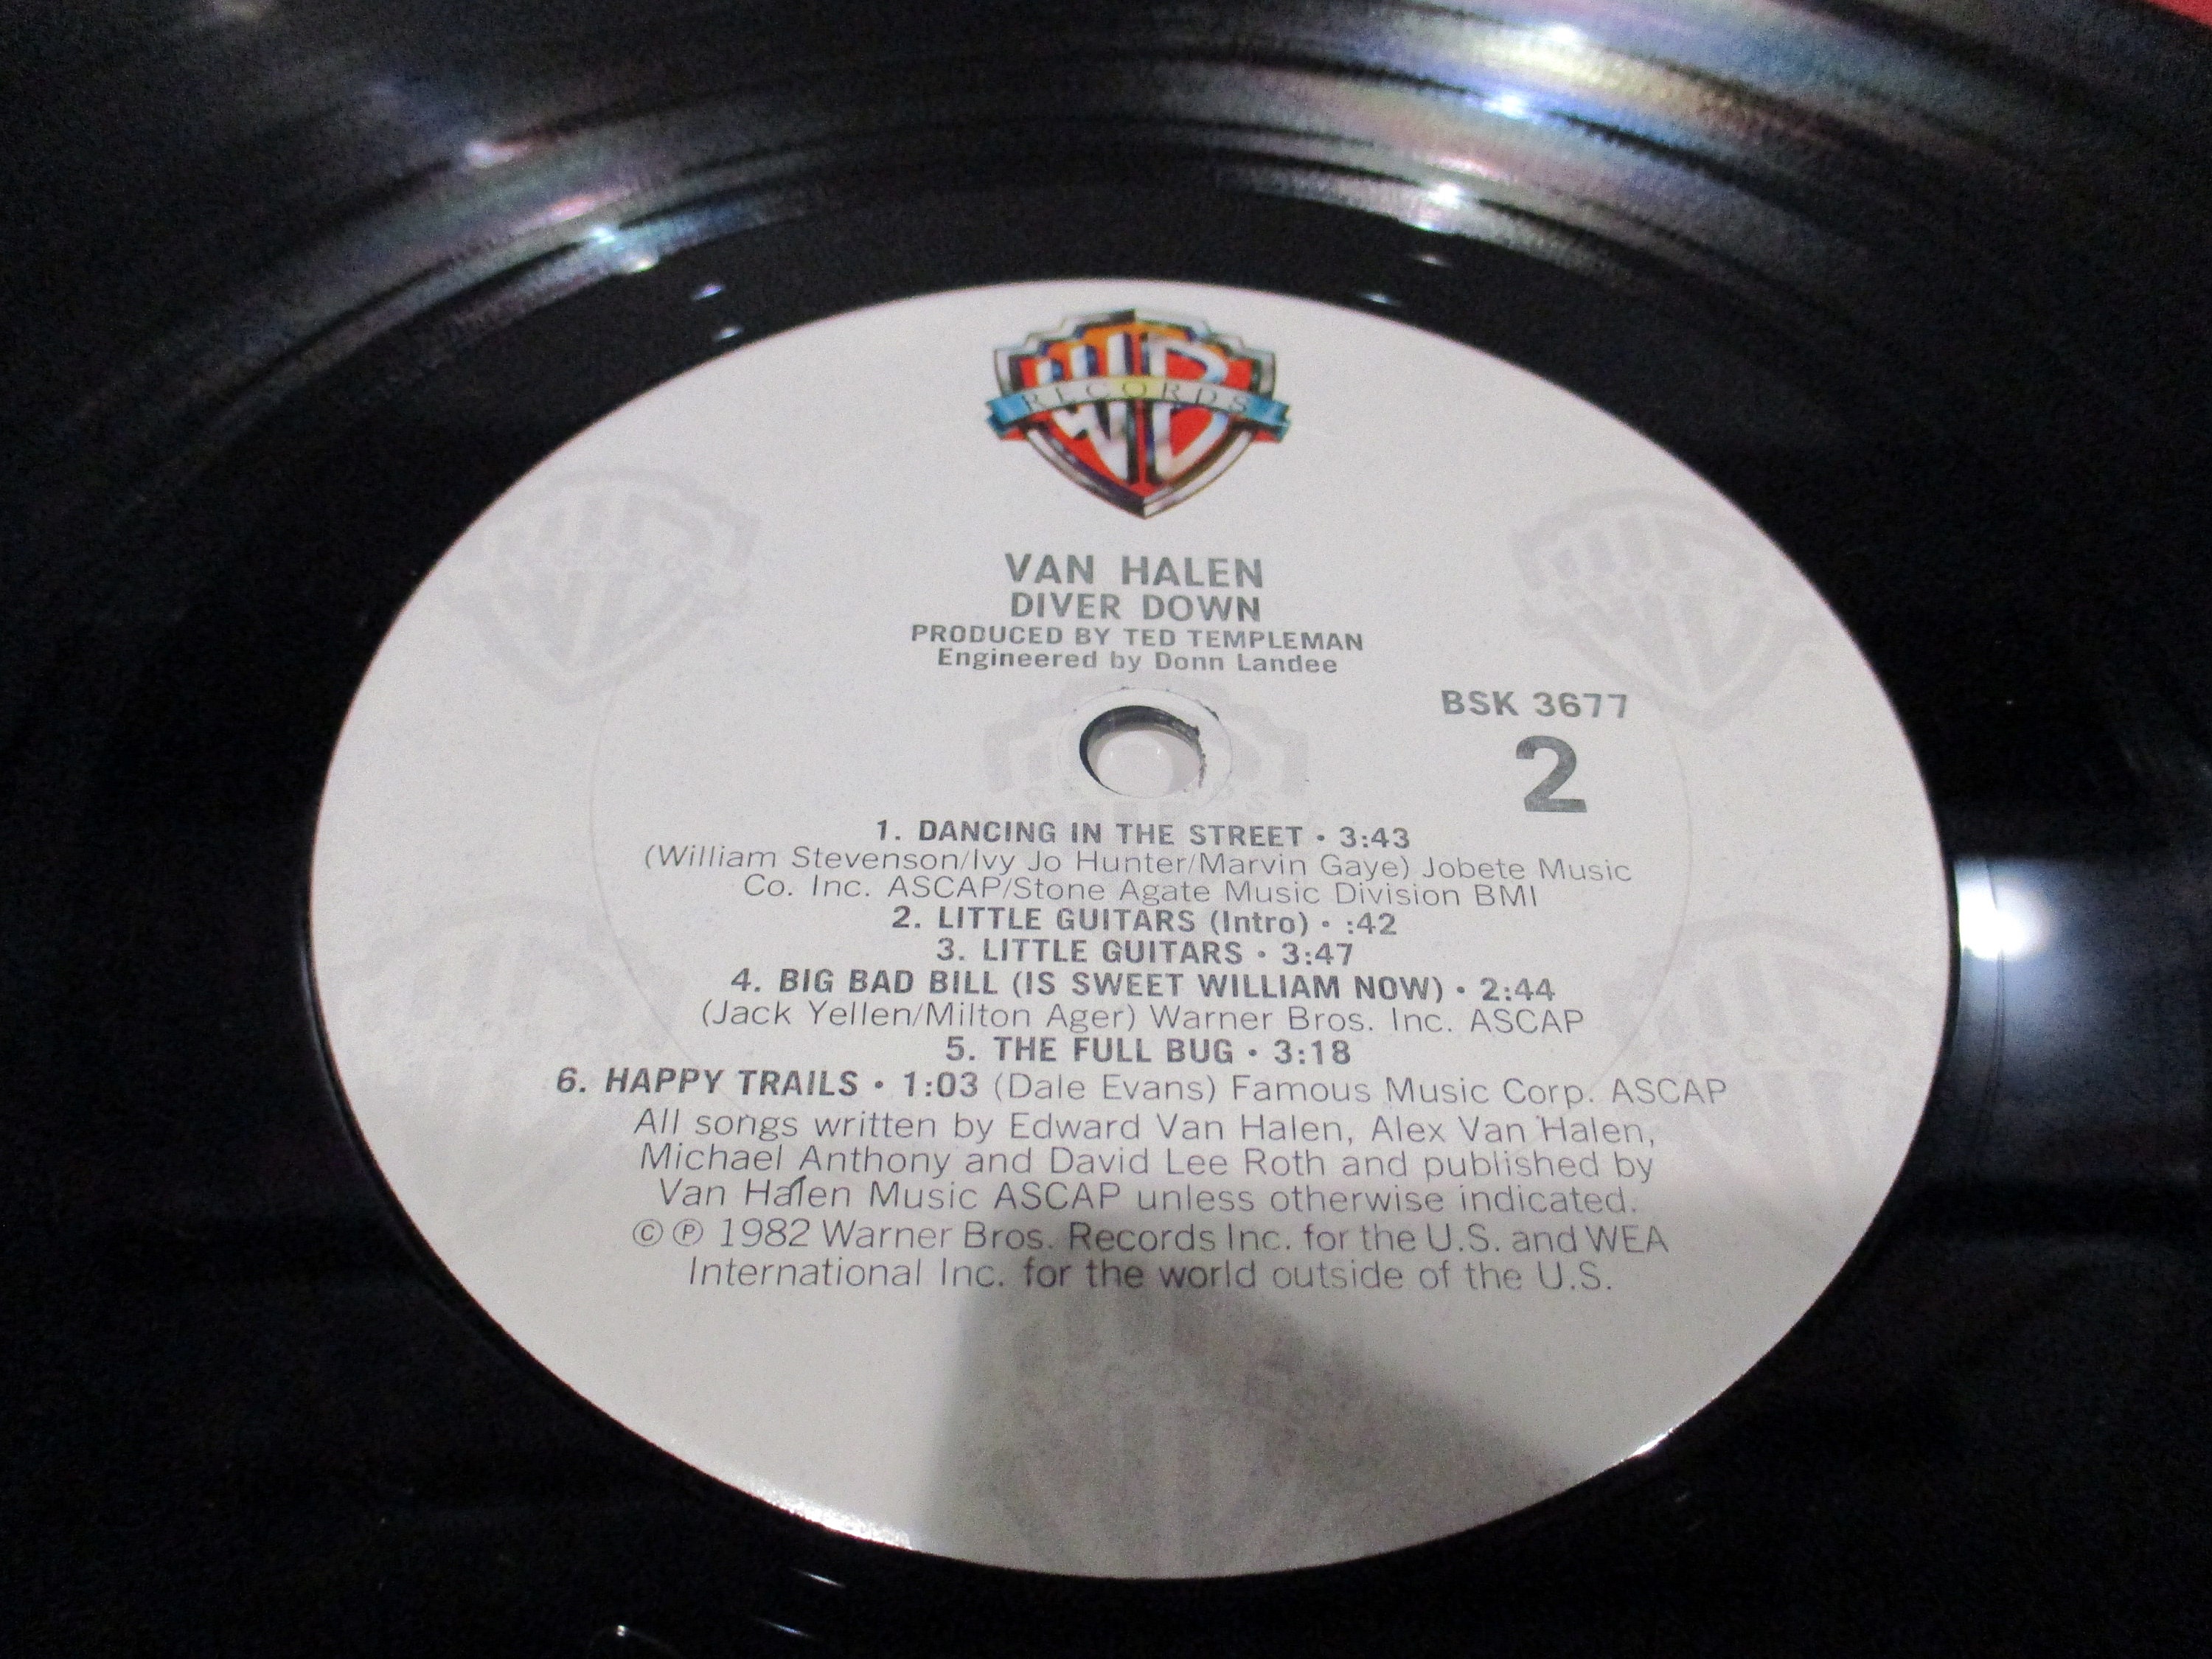 WB
RECORDS
VAN HALEN
DIVER DOWN
PRODUCED BY TED TEMPLEMAN
Engineered by Donn Landee
BSK 3677
2
1. DANCING IN THE STREET • 3:43
(William Stevenson/Ivy Jo Hunter/Marvin Gaye) Jobete Music
Co. Inc. ASCAP/Stone Agate Music Division BMI
2. LITTLE GUITARS (Intro) • :42
3. LITTLE GUITARS • 3:47
4. BIG BAD BILL (IS SWEET WILLIAM NOW) • 2:44
(Jack Yellen/Milton Ager) Warner Bros. Inc. ASCAP
5. THE FULL BUG • 3:18
6. HAPPY TRAILS • 1:03 (Dale Evans) Famous Music Corp. ASCAP
All songs written by Edward Van Halen, Alex Van Halen,
Michael Anthony and David Lee Roth and published by
Van Halen Music ASCAP unless otherwise indicated.
©℗ 1982 Warner Bros. Records Inc. for the U.S. and WEA
International Inc. for the world outside of the U.S.